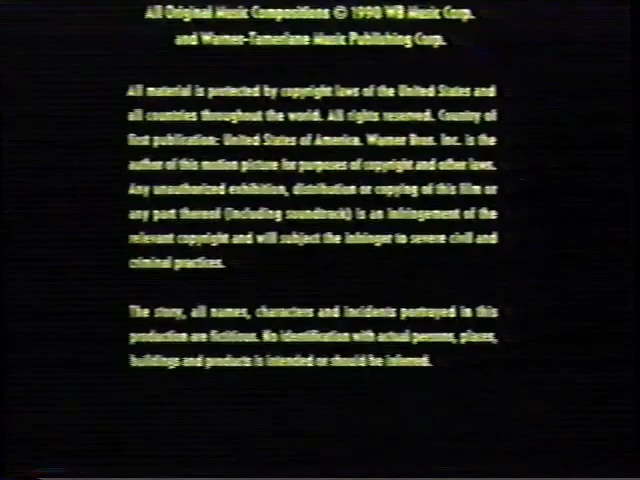 All Original Music Compositions © 1990 WB Music Corp.
and Warner-Tamerlane Music Publishing Corp.
All material is protected by copyright laws of the United States and
all countries throughout the world. All rights reserved. Country of
first publication: United States of America. Warner Bros. Inc. is the
author of this motion picture for purposes of copyright and other laws.
Any unauthorized exhibition, distribution or copying of this film or
any part thereof (including soundtrack) is an infringement of the
relevant copyright and will subject the infringer to severe civil and
criminal practices.
The story, all names, characters and incidents portrayed in this
production are fictitious. No identification with actual persons, places,
buildings and products is intended or should be inferred.